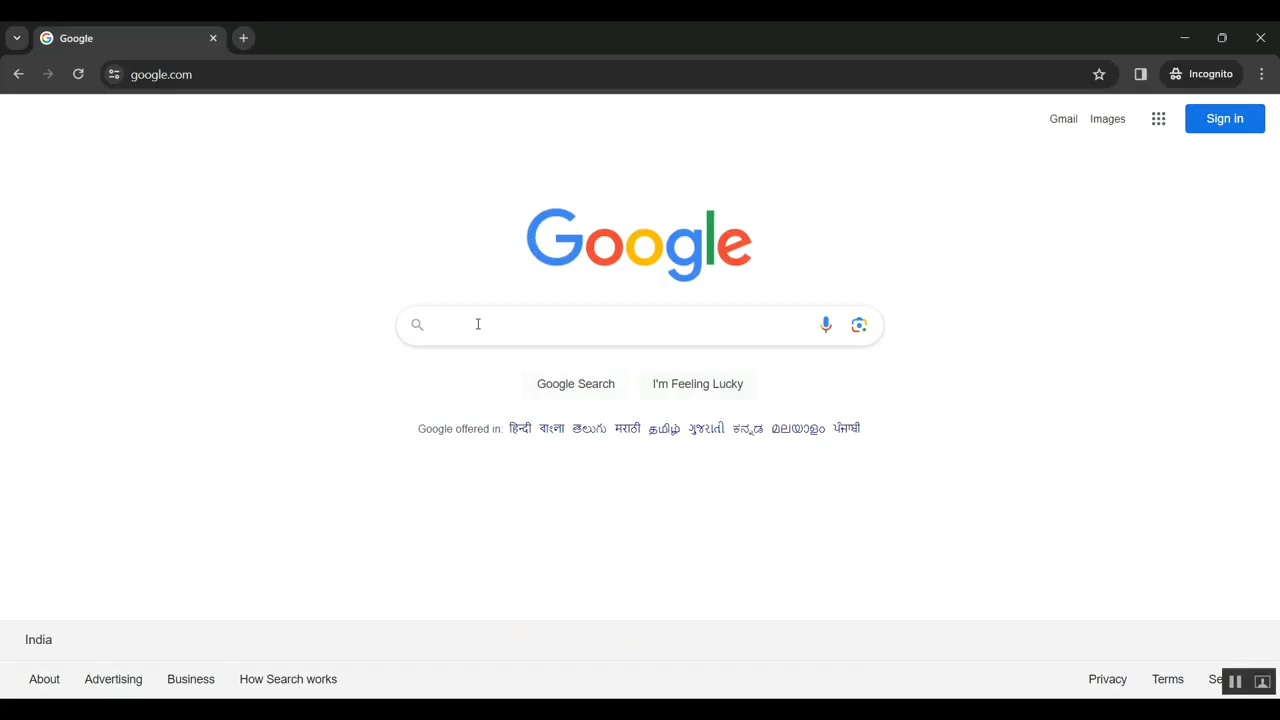 Google
google.com
Incognito
Gmail Images Sign in
Google
Google Search I'm Feeling Lucky
Google offered in: हिन्दी বাংলা తెలుగు मराठी தமிழ் ગુજરાતી ಕನ್ನಡ മലയാളം ਪੰਜਾਬੀ
India
About Advertising Business How Search works Privacy Terms